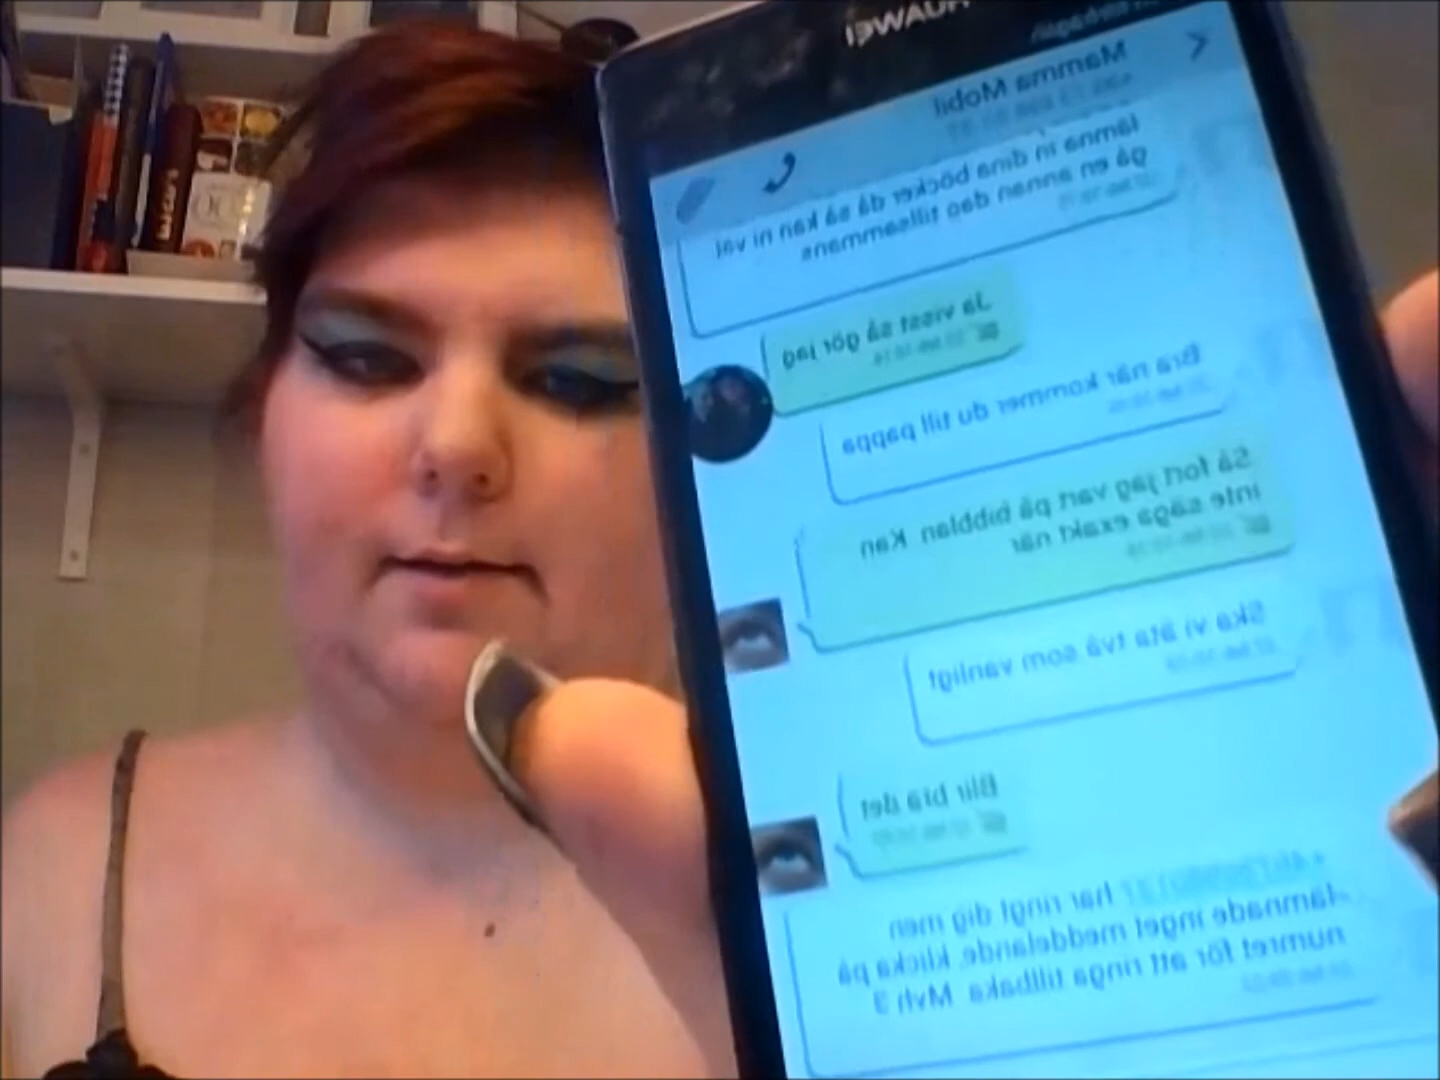 HUAWEI
Mamma Mobil
lämna in dina böcker då så kan ni väl
gå en annan dag tillsammans
Ja visst så gör jag
Bra när kommer du till pappa
Så fort jag vart på bibblan Kan
inte säga exakt när
Ska vi äta två som vanligt
Blir bra det
har ringt dig men
lämnade inget meddelande, klicka på
numret för att ringa tillbaka Mvh 3